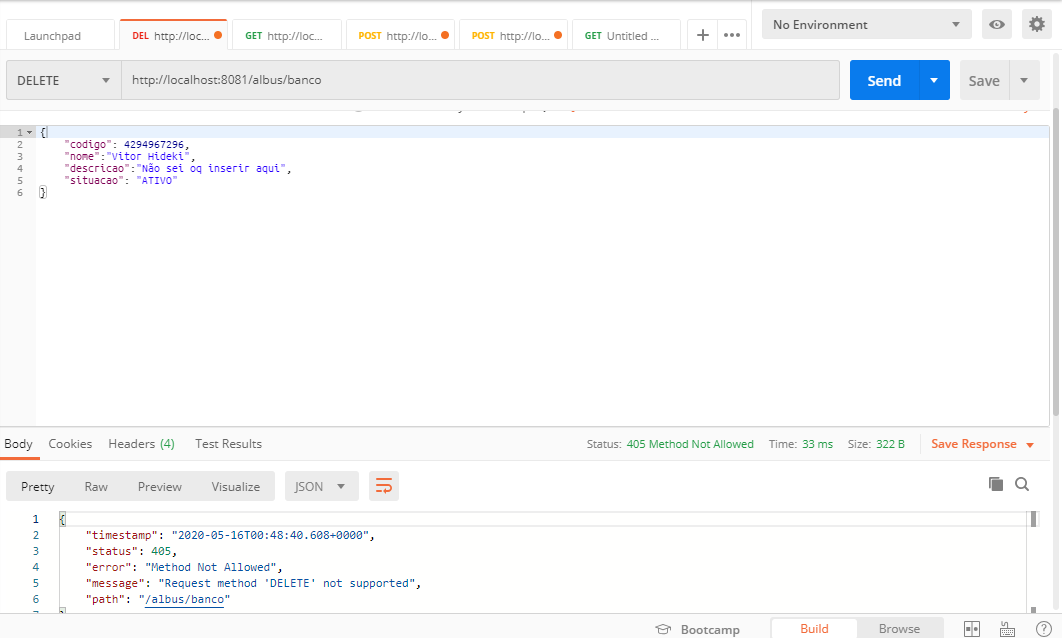 Launchpad DEL http://loc... GET http://loc... POST http://lo... POST http://lo... GET Untitled ... + ••• No Environment
DELETE http://localhost:8081/albus/banco Send Save
1 {
2 "codigo": 4294967296,
3 "nome":"Vitor Hideki",
4 "descricao":"Não sei oq inserir aqui",
5 "situacao": "ATIVO"
6 }
Body Cookies Headers (4) Test Results Status: 405 Method Not Allowed Time: 33 ms Size: 322 B Save Response
Pretty Raw Preview Visualize JSON
1 {
2 "timestamp": "2020-05-16T00:48:40.608+0000",
3 "status": 405,
4 "error": "Method Not Allowed",
5 "message": "Request method 'DELETE' not supported",
6 "path": "/albus/banco"
Bootcamp Build Browse